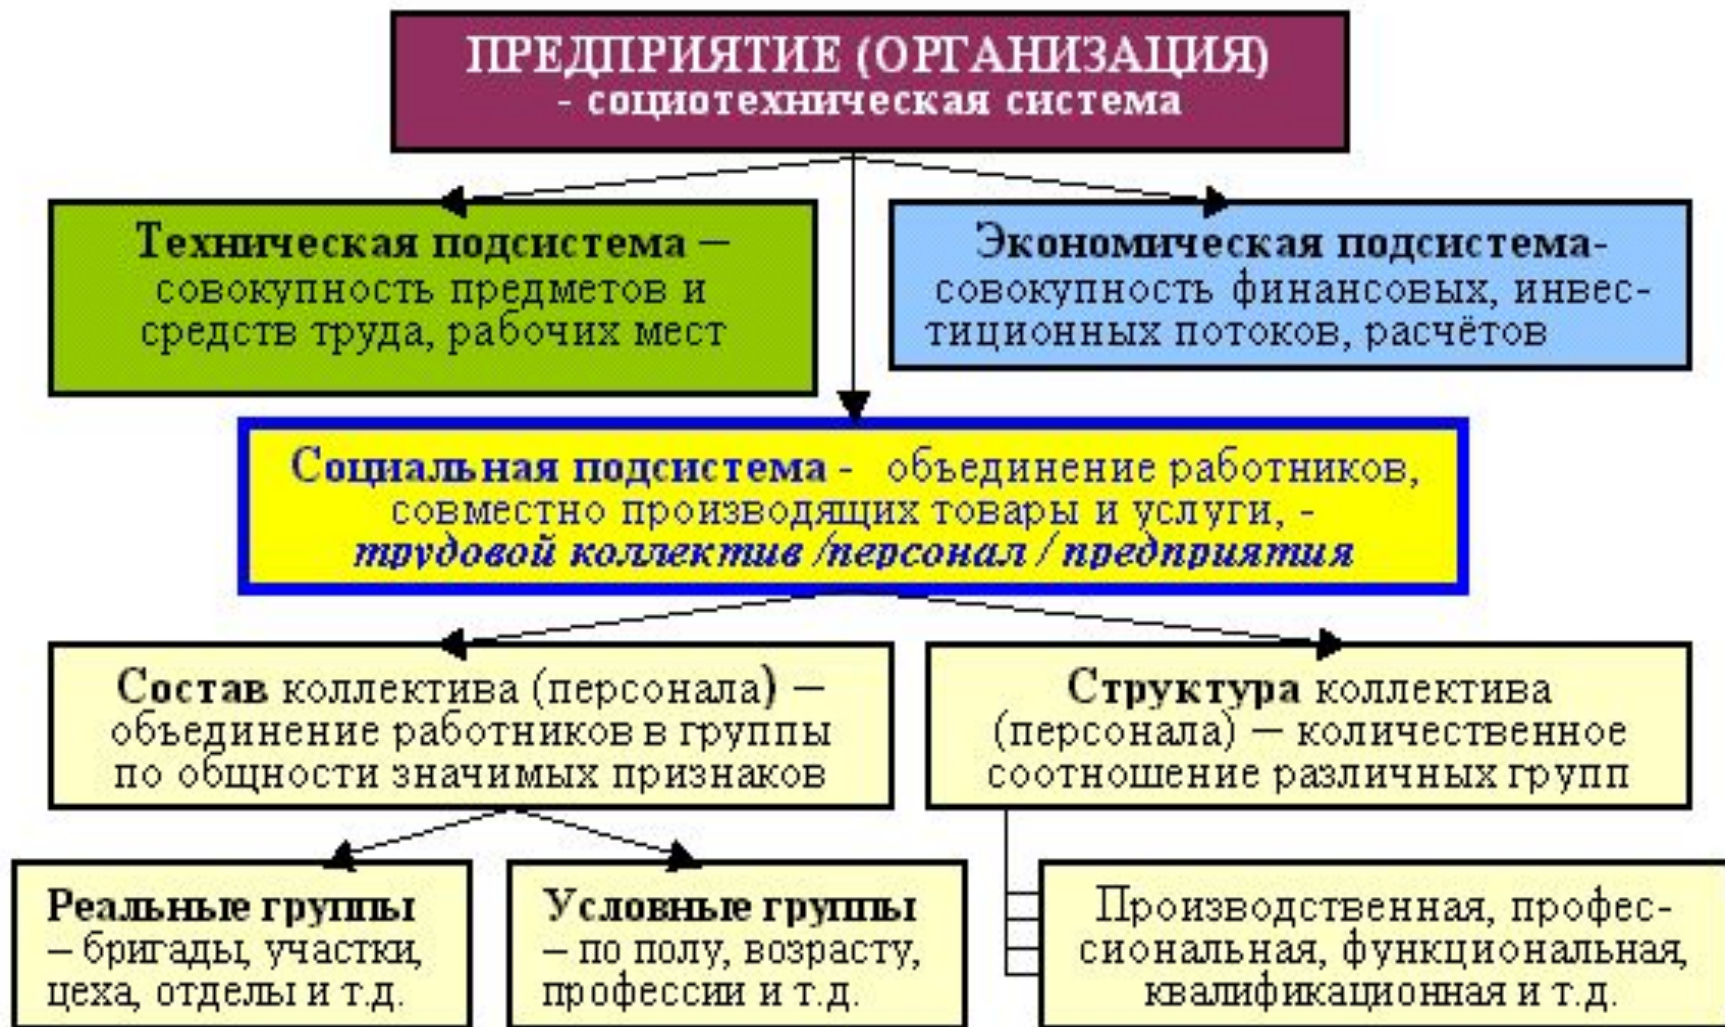 ПРЕДПРИЯТИЕ (ОРГАНИЗАЦИЯ)
- социотехническая система
Техническая подсистема –
совокупность предметов и
средств труда, рабочих мест
Экономическая подсистема-
совокупность финансовых, инвес-
тиционных потоков, расчётов
Социальная подсистема - объединение работников,
совместно производящих товары и услуги, -
трудовой коллектив /персонал / предприятия
Состав коллектива (персонала) –
объединение работников в группы
по общности значимых признаков
Структура коллектива
(персонала) – количественное
соотношение различных групп
Реальные группы
– бригады, участки,
цеха, отделы и т.д.
Условные группы
– по полу, возрасту,
профессии и т.д.
Производственная, профес-
сиональная, функциональная,
квалификационная и т.д.